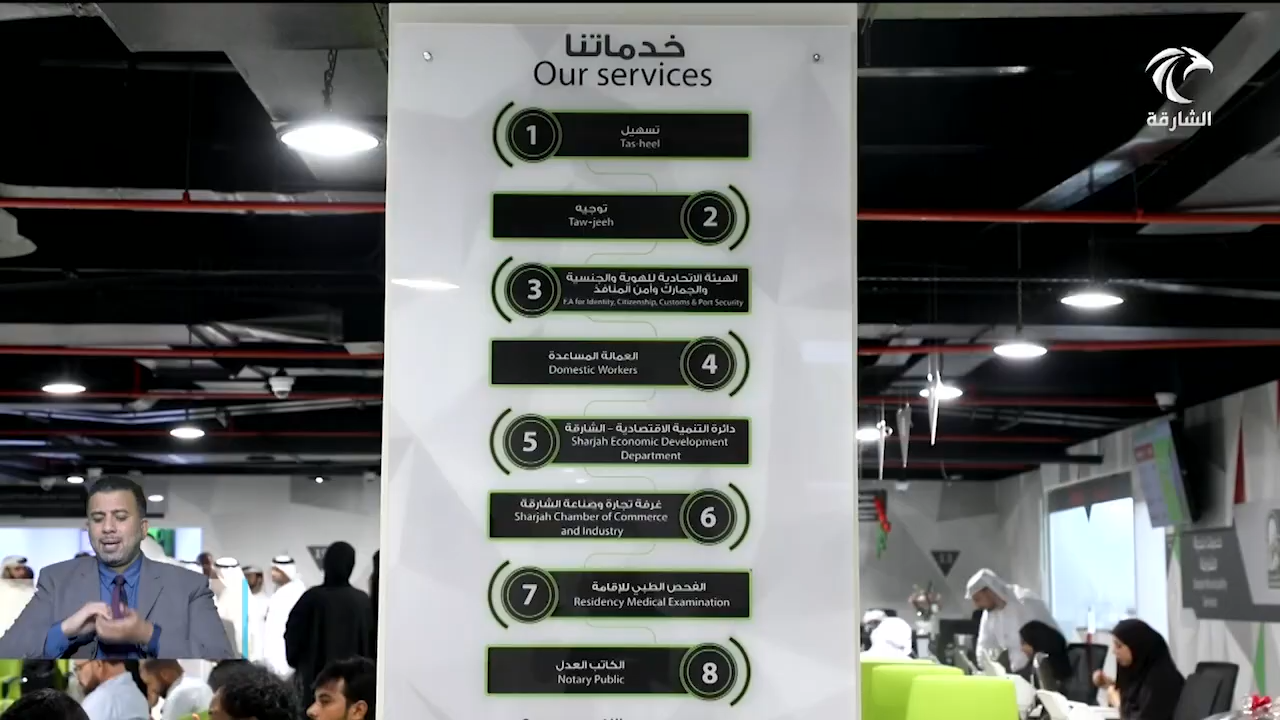 خدماتنا
Our services
1
تسهيل
Tas-heel
توجيه
Taw-jeeh
2
3
الهيئة الاتحادية للهوية والجنسية
والجمارك وأمن المنافذ
F.A for Identity, Citizenship, Customs & Port Security
العمالة المساعدة
Domestic Workers
4
5
دائرة التنمية الاقتصادية - الشارقة
Sharjah Economic Development
Department
غرفة تجارة وصناعة الشارقة
Sharjah Chamber of Commerce
and Industry
6
7
الفحص الطبي للإقامة
Residency Medical Examination
الكاتب العدل
Notary Public
8
الشارقة